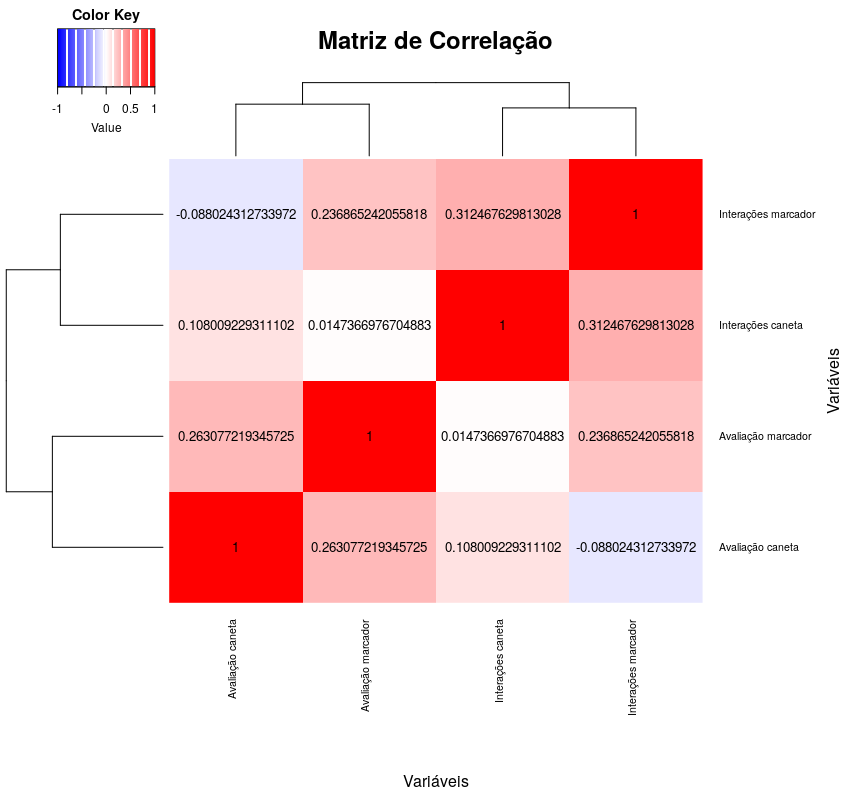 Color Key
-1 0 0.5 1
Value
Matriz de Correlação
-0.088024312733972 0.236865242055818 0.312467629813028 1 Interações marcador
0.108009229311102 0.0147366976704883 1 0.312467629813028 Interações caneta
0.263077219345725 1 0.0147366976704883 0.236865242055818 Avaliação marcador
1 0.263077219345725 0.108009229311102 -0.088024312733972 Avaliação caneta
Variáveis
Avaliação caneta
Avaliação marcador
Interações caneta
Interações marcador
Variáveis